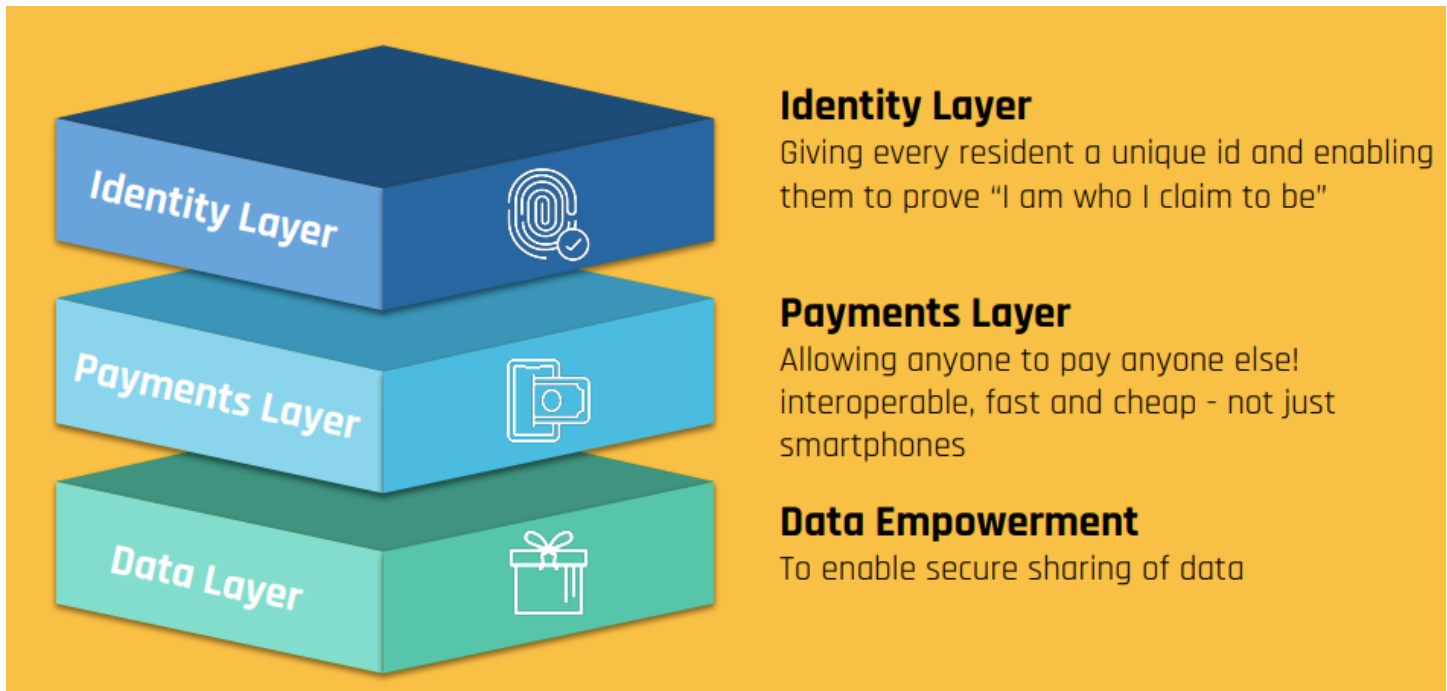 Identity Layer
Identity Layer
Giving every resident a unique id and enabling
them to prove “I am who I claim to be”
Payments Layer
Payments Layer
Allowing anyone to pay anyone else!
interoperable, fast and cheap - not just
smartphones
Data Layer
Data Empowerment
To enable secure sharing of data